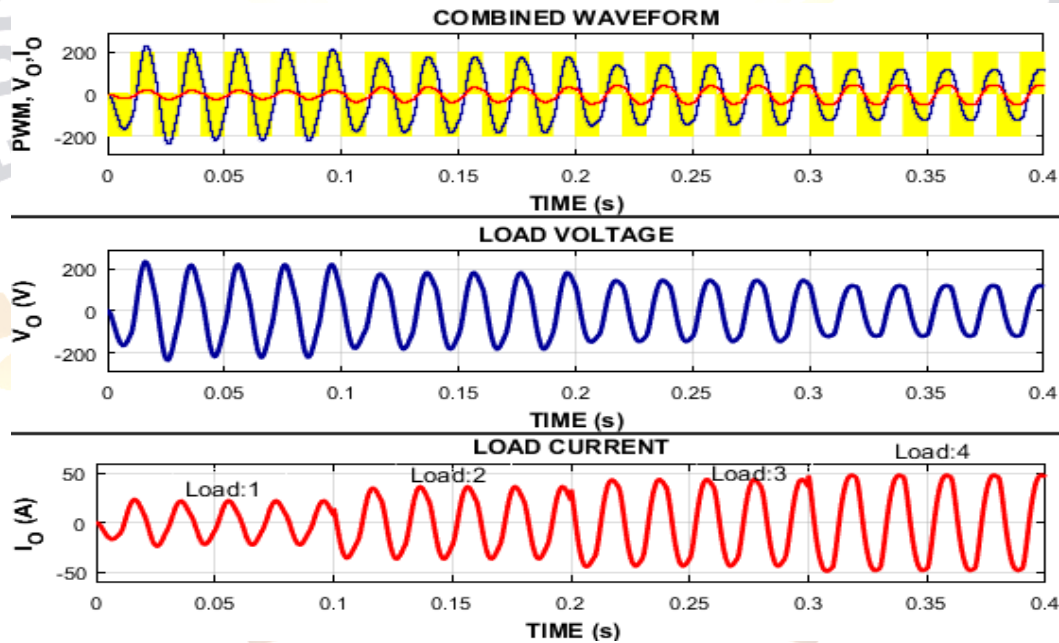 COMBINED WAVEFORM
PWM, V_O, I_O
200
0
-200
0 0.05 0.1 0.15 0.2 0.25 0.3 0.35 0.4
TIME (s)
LOAD VOLTAGE
V_O (V)
200
0
-200
0 0.05 0.1 0.15 0.2 0.25 0.3 0.35 0.4
TIME (s)
LOAD CURRENT
I_O (A)
50
0
-50
Load:1
Load:2
Load:3
Load:4
0 0.05 0.1 0.15 0.2 0.25 0.3 0.35 0.4
TIME (s)